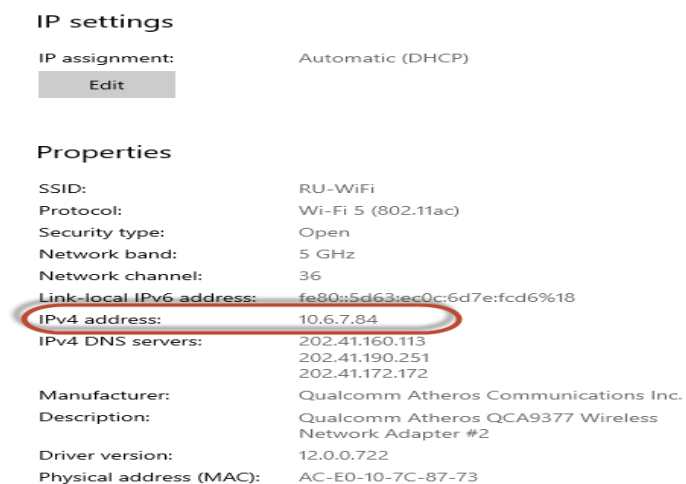 IP settings
IP assignment: Automatic (DHCP)
Edit
Properties
SSID: RU-WiFi
Protocol: Wi-Fi 5 (802.11ac)
Security type: Open
Network band: 5 GHz
Network channel: 36
Link-local IPv6 address: fe80::5d63:ec0c:6d7e:fcd6%18
IPv4 address: 10.6.7.84
IPv4 DNS servers: 202.41.160.113
202.41.190.251
202.41.172.172
Manufacturer: Qualcomm Atheros Communications Inc.
Description: Qualcomm Atheros QCA9377 Wireless
Network Adapter #2
Driver version: 12.0.0.722
Physical address (MAC): AC-E0-10-7C-87-73